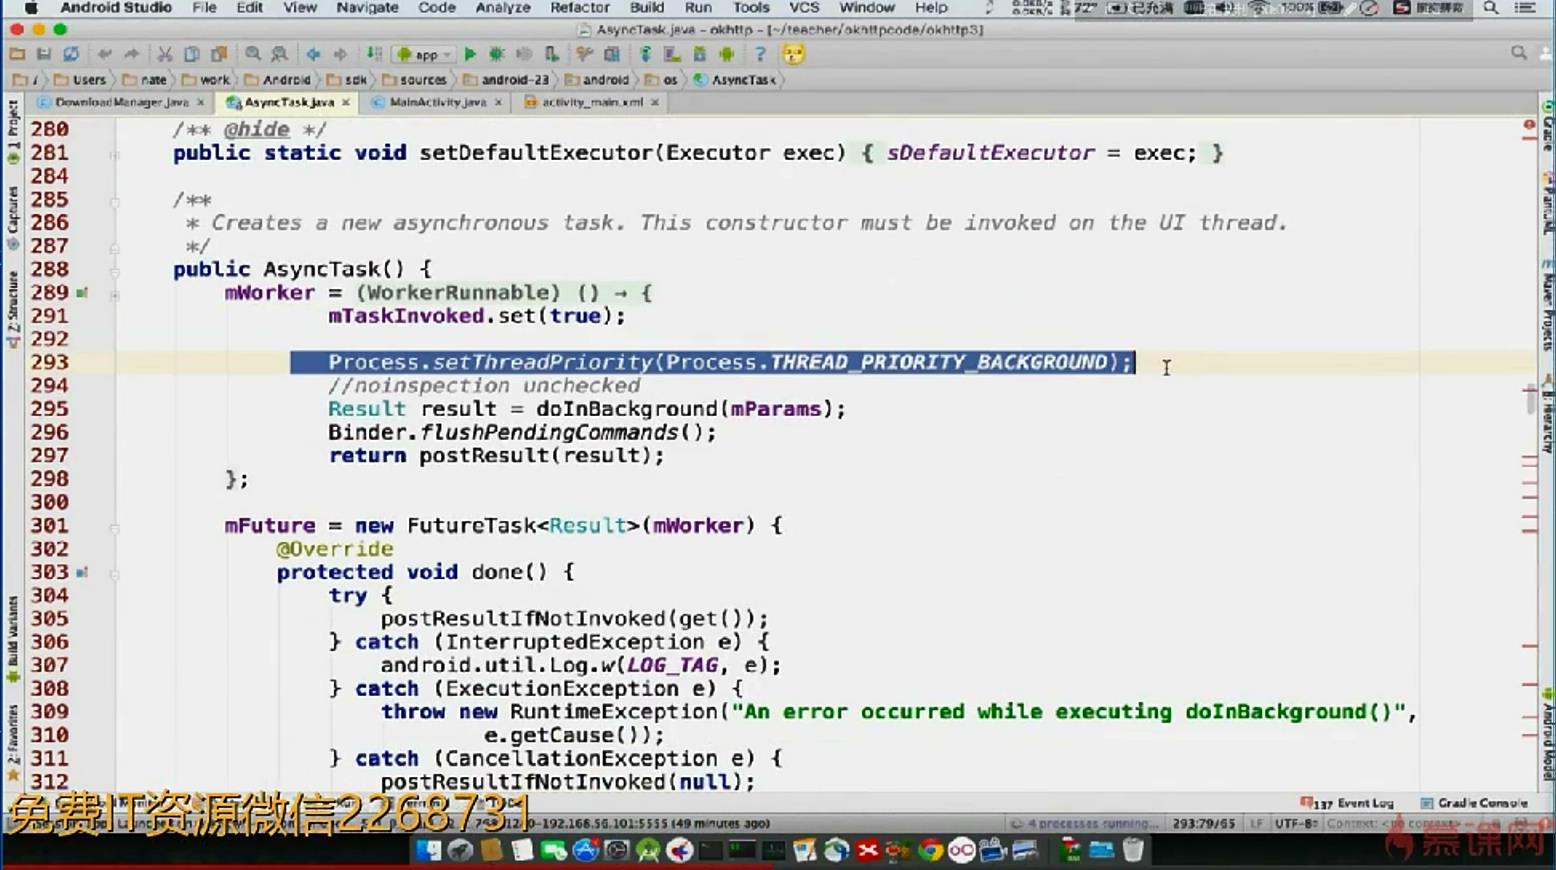 Android Studio File Edit View Navigate Code Analyze Refactor Build Run Tools VCS Window Help
AsyncTask.java - okhttp - [~/teacher/okhttpcode/okhttp3]
app
/ Users nate work Android sdk sources android-23 android os AsyncTask
DownloadManager.java AsyncTask.java MainActivity.java activity_main.xml
280 /** @hide */
281 public static void setDefaultExecutor(Executor exec) { sDefaultExecutor = exec; }
284
285 /**
286 * Creates a new asynchronous task. This constructor must be invoked on the UI thread.
287 */
288 public AsyncTask() {
289 mWorker = (WorkerRunnable) () → {
291 mTaskInvoked.set(true);
292
293 Process.setThreadPriority(Process.THREAD_PRIORITY_BACKGROUND);
294 //noinspection unchecked
295 Result result = doInBackground(mParams);
296 Binder.flushPendingCommands();
297 return postResult(result);
298 };
300
301 mFuture = new FutureTask<Result>(mWorker) {
302 @Override
303 protected void done() {
304 try {
305 postResultIfNotInvoked(get());
306 } catch (InterruptedException e) {
307 android.util.Log.w(LOG_TAG, e);
308 } catch (ExecutionException e) {
309 throw new RuntimeException("An error occurred while executing doInBackground()",
310 e.getCause());
311 } catch (CancellationException e) {
312 postResultIfNotInvoked(null);
1: Project
Captures
7: Structure
Build Variants
2: Favorites
Gradle
PlantUML
Maven Projects
8: Hierarchy
Android Model
免费IT资源微信2268731
137 Event Log Gradle Console
-192.168.56.101:5555 (49 minutes ago) 4 processes running... 293:79/65 LF UTF-8 Context: <no context>
慕课网